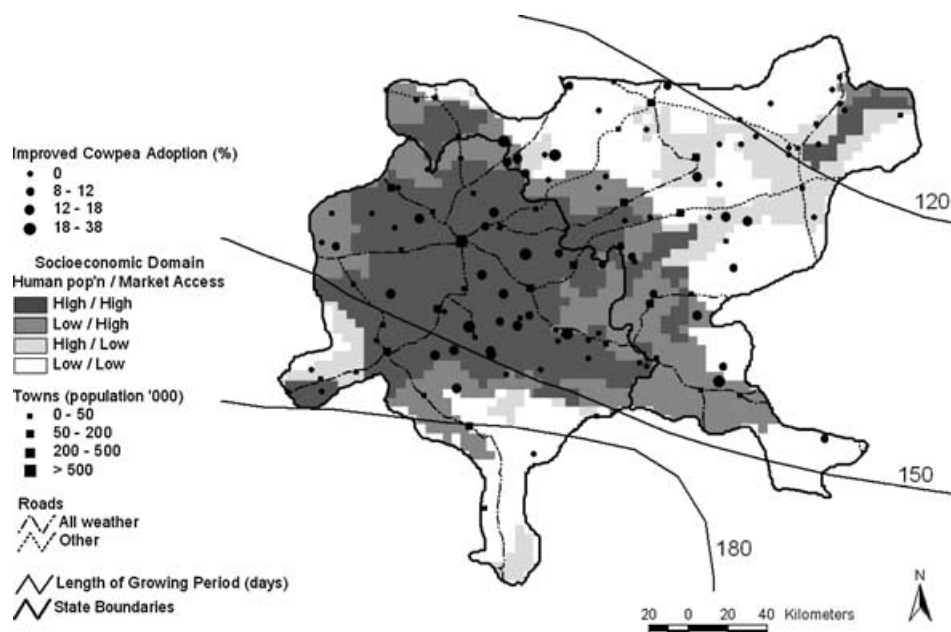 Improved Cowpea Adoption (%)
0
8 - 12
12 - 18
18 - 38
Socioeconomic Domain
Human pop'n / Market Access
High / High
Low / High
High / Low
Low / Low
Towns (population '000)
0 - 50
50 - 200
200 - 500
> 500
Roads
All weather
Other
Length of Growing Period (days)
State Boundaries
120
150
180
N
20 0 20 40 Kilometers